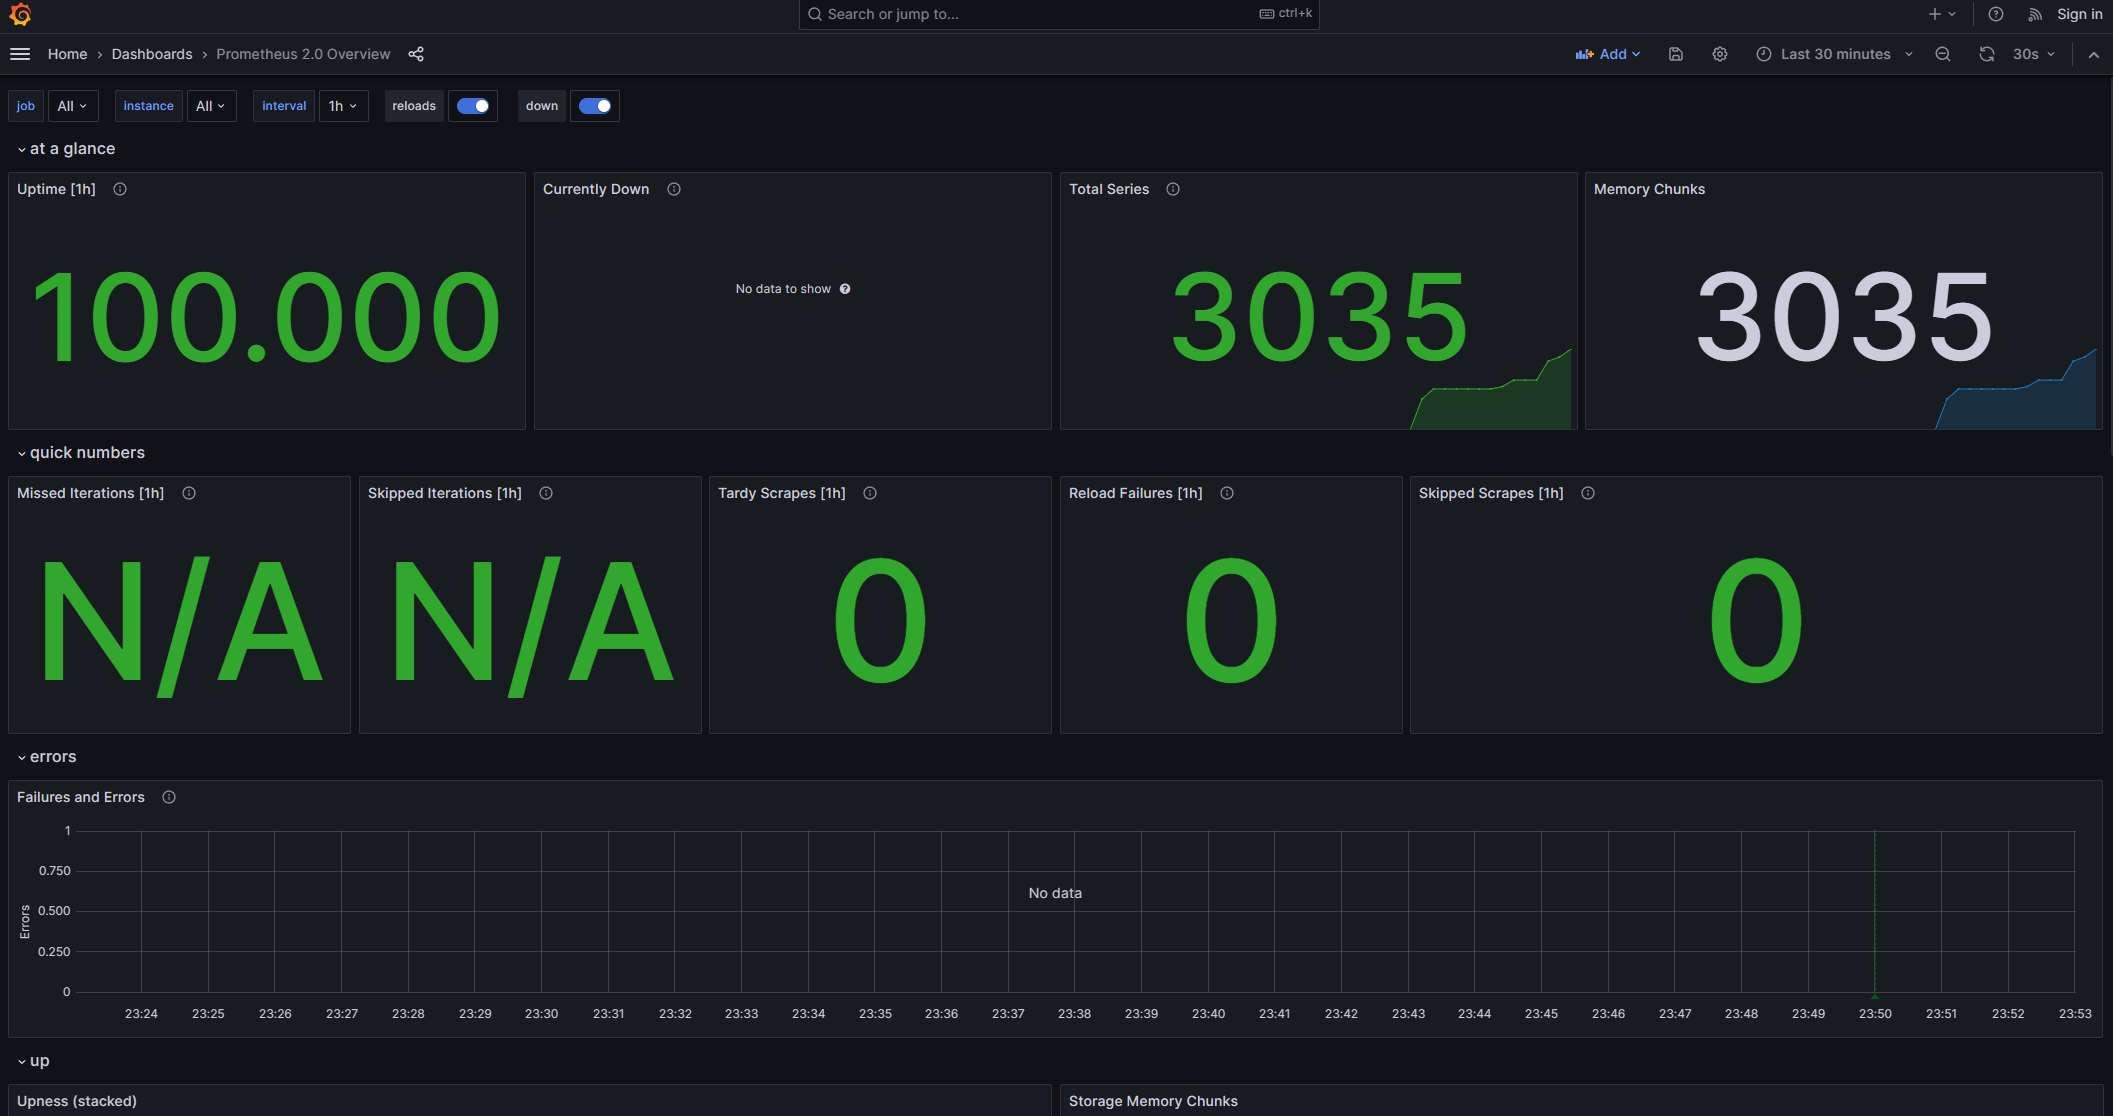 Search or jump to...
ctrl+k
Sign in
Home › Dashboards › Prometheus 2.0 Overview
Add
Last 30 minutes
30s
job All instance All interval 1h reloads down
at a glance
Uptime [1h]
100.000
Currently Down
No data to show
Total Series
3035
Memory Chunks
3035
quick numbers
Missed Iterations [1h]
N/A
Skipped Iterations [1h]
N/A
Tardy Scrapes [1h]
0
Reload Failures [1h]
0
Skipped Scrapes [1h]
0
errors
Failures and Errors
Errors
1
0.750
0.500
0.250
0
No data
23:24 23:25 23:26 23:27 23:28 23:29 23:30 23:31 23:32 23:33 23:34 23:35 23:36 23:37 23:38 23:39 23:40 23:41 23:42 23:43 23:44 23:45 23:46 23:47 23:48 23:49 23:50 23:51 23:52 23:53
up
Upness (stacked)
Storage Memory Chunks